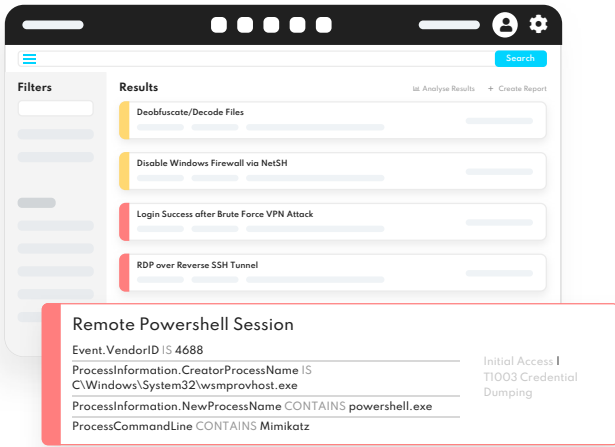 Search
Filters
Results
Analyse Results
+ Create Report
Deobfuscate/Decode Files
Disable Windows Firewall via NetSH
Login Success after Brute Force VPN Attack
RDP over Reverse SSH Tunnel
Remote Powershell Session
Event.VendorID IS 4688
ProcessInformation.CreatorProcessName IS
C\Windows\System32\wsmprovhost.exe
ProcessInformation.NewProcessName CONTAINS powershell.exe
ProcessCommandLine CONTAINS Mimikatz
Initial Access |
T1003 Credential
Dumping